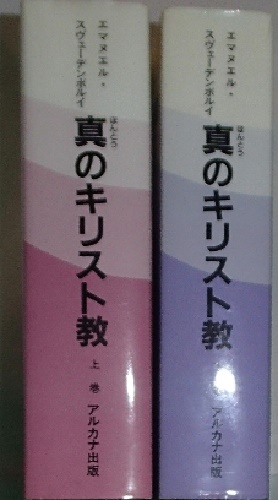 エマヌエル・
スヴェーデンボルイ
ほんとう
真のキリスト教
上巻
アルカナ出版
エマヌエル・
スヴェーデンボルイ
ほんとう
真のキリスト教
巻
アルカナ出版